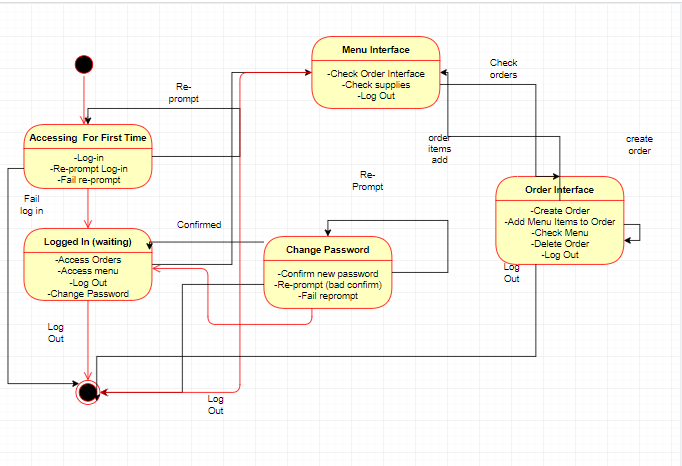 Menu Interface
-Check Order Interface
-Check supplies
-Log Out
Check
orders
Re-
prompt
Accessing For First Time
-Log-in
-Re-prompt Log-in
-Fail re-prompt
order
items
add
create
order
Re-
Prompt
Order Interface
-Create Order
-Add Menu Items to Order
-Check Menu
-Delete Order
-Log Out
Fail
log in
Confirmed
Logged In (waiting)
-Access Orders
-Access menu
-Log Out
-Change Password
Change Password
-Confirm new password
-Re-prompt (bad confirm)
-Fail reprompt
Log
Out
Log
Out
Log
Out